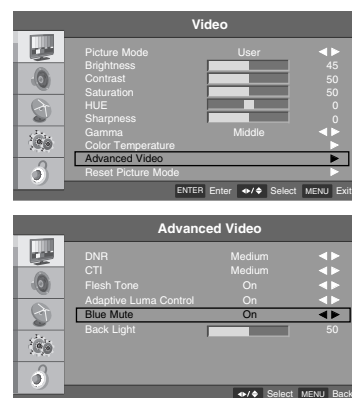 Video
Picture Mode User
Brightness 45
Contrast 50
Saturation 50
HUE 0
Sharpness 0
Gamma Middle
Color Temperature
Advanced Video
Reset Picture Mode
ENTER Enter Select MENU Exit
Advanced Video
DNR Medium
CTI Medium
Flesh Tone On
Adaptive Luma Control On
Blue Mute On
Back Light 50
Select MENU Back